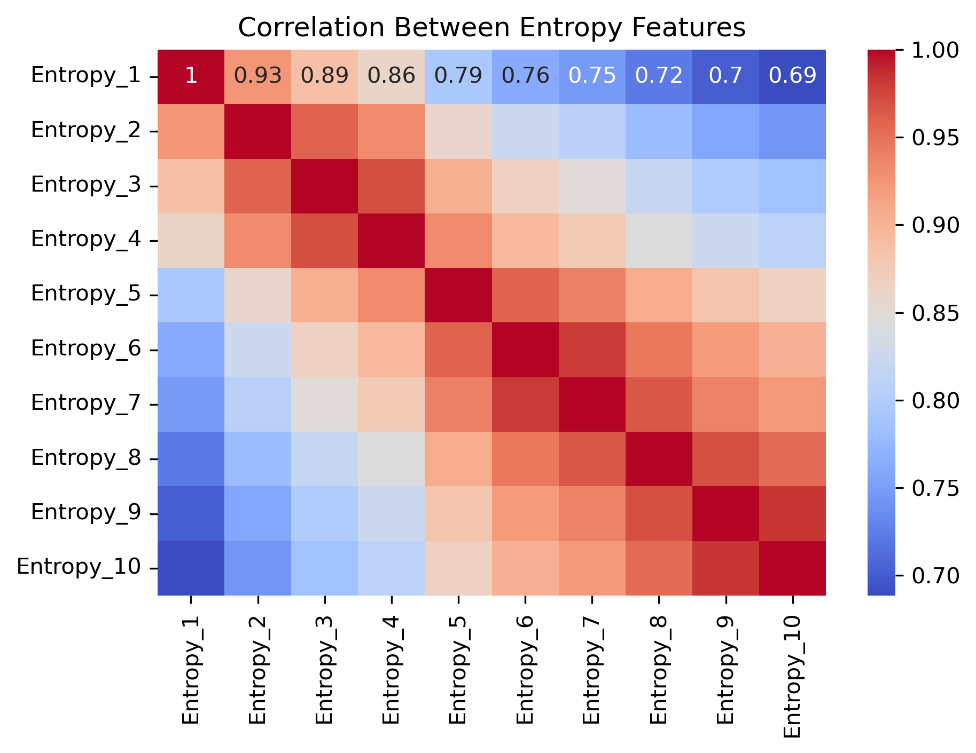 Correlation Between Entropy Features
Entropy_1 1 0.93 0.89 0.86 0.79 0.76 0.75 0.72 0.7 0.69
Entropy_2
Entropy_3
Entropy_4
Entropy_5
Entropy_6
Entropy_7
Entropy_8
Entropy_9
Entropy_10
Entropy_1 Entropy_2 Entropy_3 Entropy_4 Entropy_5 Entropy_6 Entropy_7 Entropy_8 Entropy_9 Entropy_10
1.00
0.95
0.90
0.85
0.80
0.75
0.70